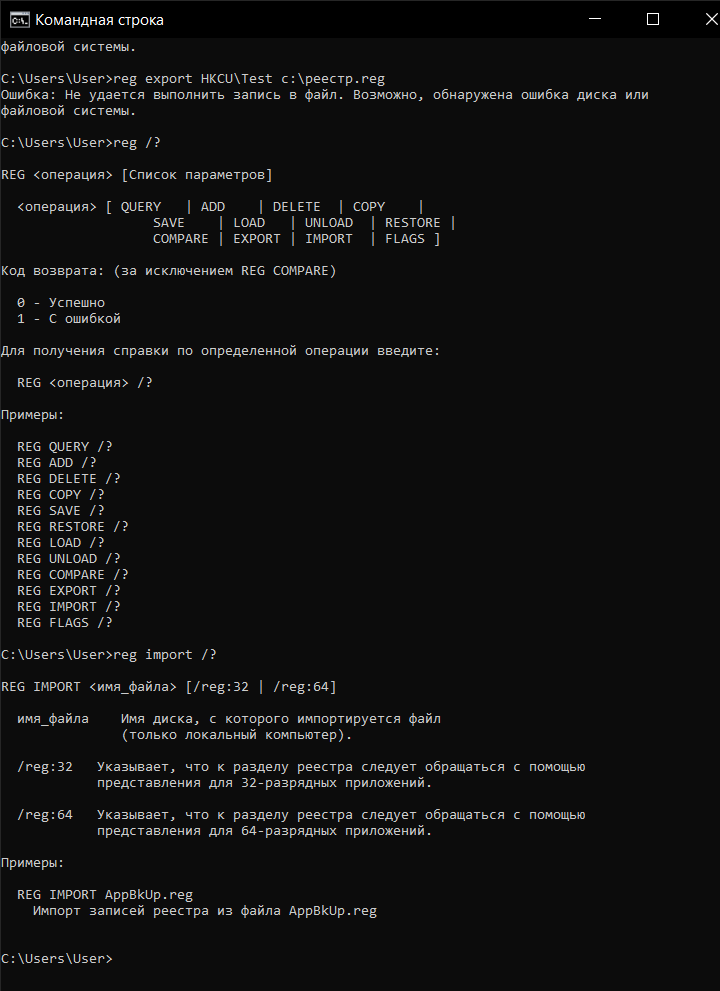 Командная строка
файловой системы.
C:\Users\User>reg export HKCU\Test c:\реестр.reg
Ошибка: Не удается выполнить запись в файл. Возможно, обнаружена ошибка диска или
файловой системы.
C:\Users\User>reg /?
REG <операция> [Список параметров]
<операция> [ QUERY | ADD | DELETE | COPY |
SAVE | LOAD | UNLOAD | RESTORE |
COMPARE | EXPORT | IMPORT | FLAGS ]
Код возврата: (за исключением REG COMPARE)
0 - Успешно
1 - С ошибкой
Для получения справки по определенной операции введите:
REG <операция> /?
Примеры:
REG QUERY /?
REG ADD /?
REG DELETE /?
REG COPY /?
REG SAVE /?
REG RESTORE /?
REG LOAD /?
REG UNLOAD /?
REG COMPARE /?
REG EXPORT /?
REG IMPORT /?
REG FLAGS /?
C:\Users\User>reg import /?
REG IMPORT <имя_файла> [/reg:32 | /reg:64]
имя_файла Имя диска, с которого импортируется файл
(только локальный компьютер).
/reg:32 Указывает, что к разделу реестра следует обращаться с помощью
представления для 32-разрядных приложений.
/reg:64 Указывает, что к разделу реестра следует обращаться с помощью
представления для 64-разрядных приложений.
Примеры:
REG IMPORT AppBkUp.reg
Импорт записей реестра из файла AppBkUp.reg
C:\Users\User>